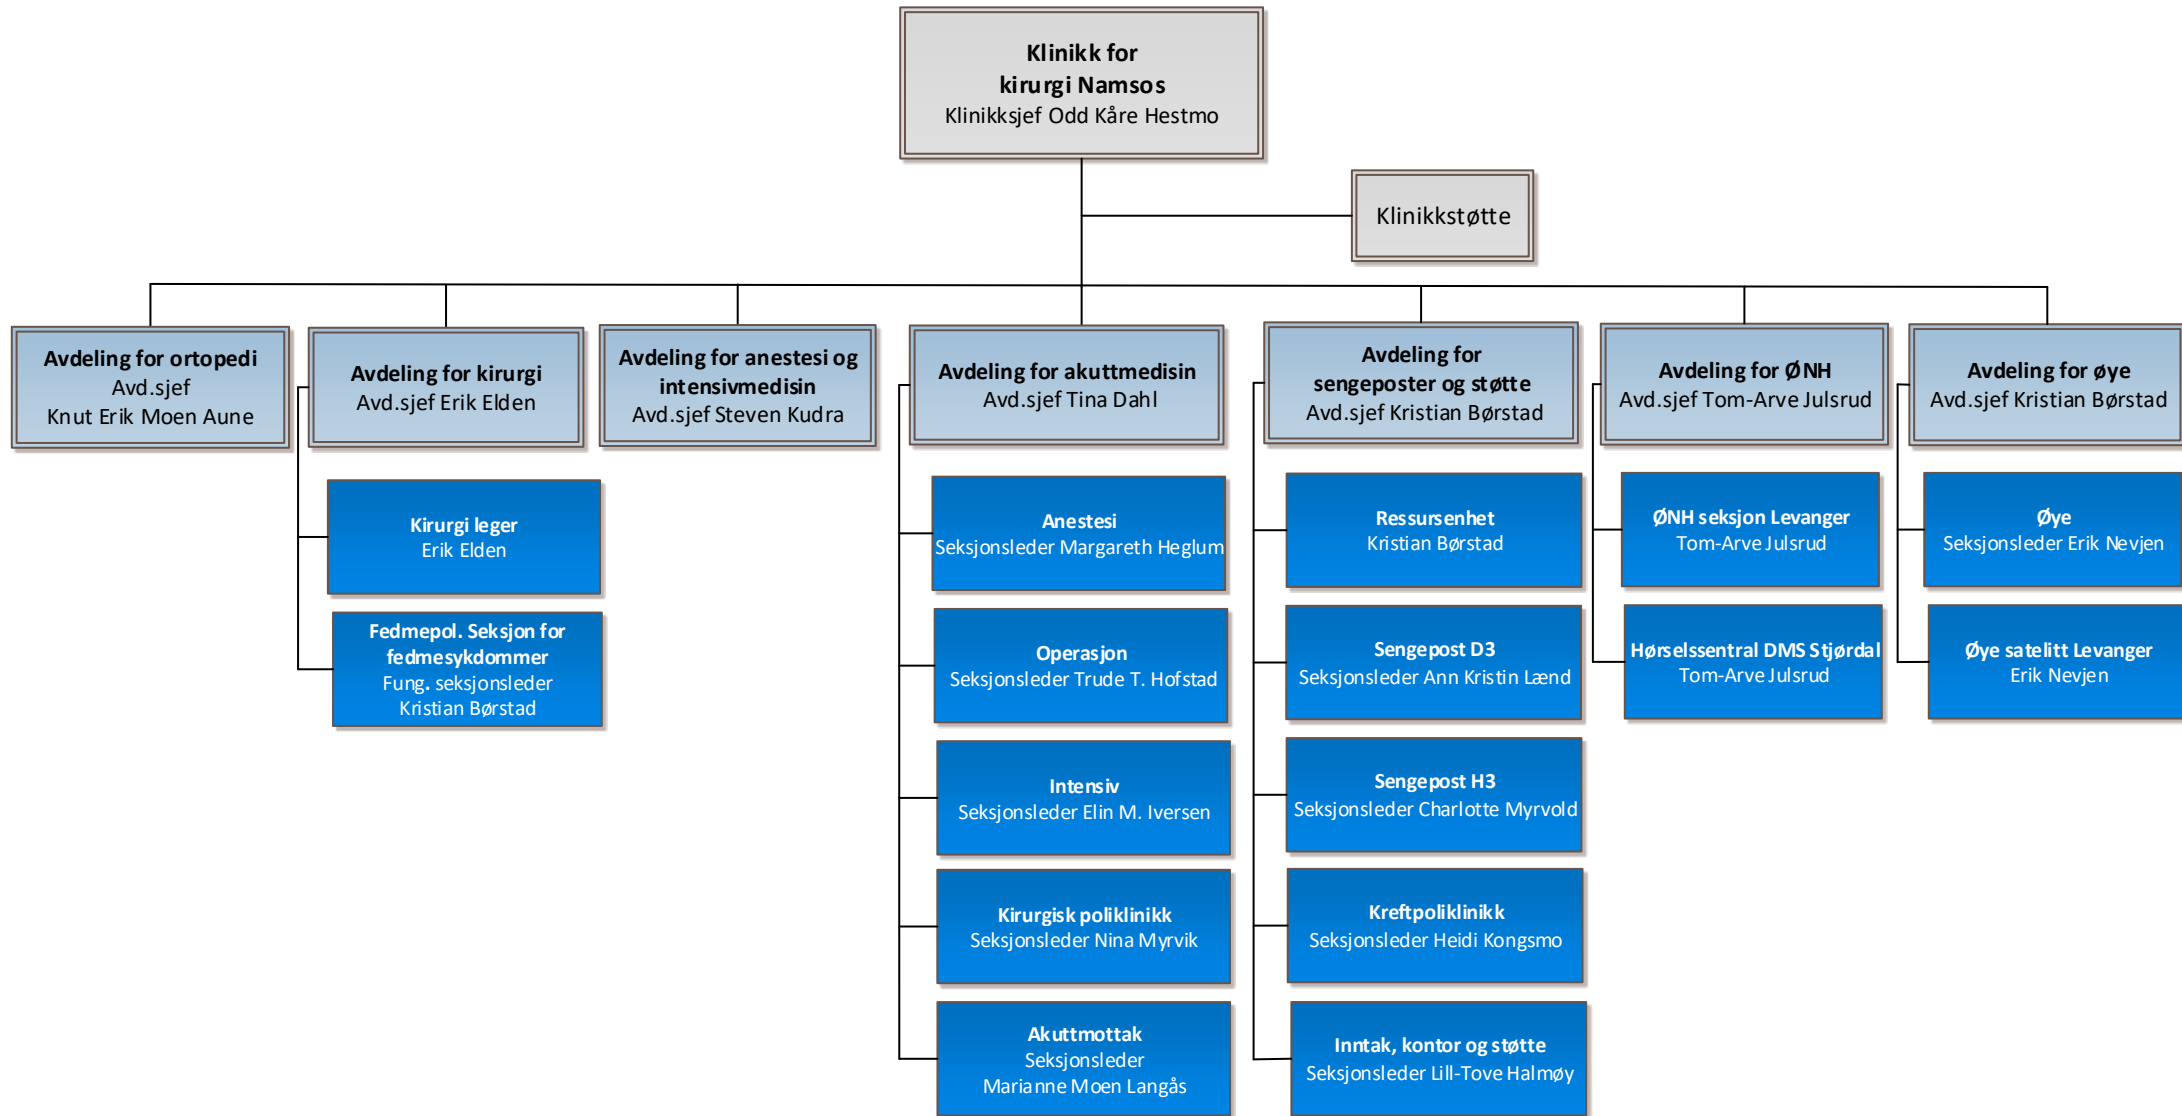 Klinikk for
kirurgi Namsos
Klinikksjef Odd Kåre Hestmo
Klinikkstøtte
Avdeling for ortopedi
Avd.sjef
Knut Erik Moen Aune
Avdeling for kirurgi
Avd.sjef Erik Elden
Avdeling for anestesi og
intensivmedisin
Avd.sjef Steven Kudra
Avdeling for akuttmedisin
Avd.sjef Tina Dahl
Avdeling for
sengeposter og støtte
Avd.sjef Kristian Børstad
Avdeling for ØNH
Avd.sjef Tom-Arve Julsrud
Avdeling for øye
Avd.sjef Kristian Børstad
Kirurgi leger
Erik Elden
Fedmepol. Seksjon for
fedmesykdommer
Fung. seksjonsleder
Kristian Børstad
Anestesi
Seksjonsleder Margareth Heglum
Operasjon
Seksjonsleder Trude T. Hofstad
Intensiv
Seksjonsleder Elin M. Iversen
Kirurgisk poliklinikk
Seksjonsleder Nina Myrvik
Akuttmottak
Seksjonsleder
Marianne Moen Langås
Ressursenhet
Kristian Børstad
Sengepost D3
Seksjonsleder Ann Kristin Lænd
Sengepost H3
Seksjonsleder Charlotte Myrvold
Kreftpoliklinikk
Seksjonsleder Heidi Kongsmo
Inntak, kontor og støtte
Seksjonsleder Lill-Tove Halmøy
ØNH seksjon Levanger
Tom-Arve Julsrud
Hørselssentral DMS Stjørdal
Tom-Arve Julsrud
Øye
Seksjonsleder Erik Nevjen
Øye satelitt Levanger
Erik Nevjen